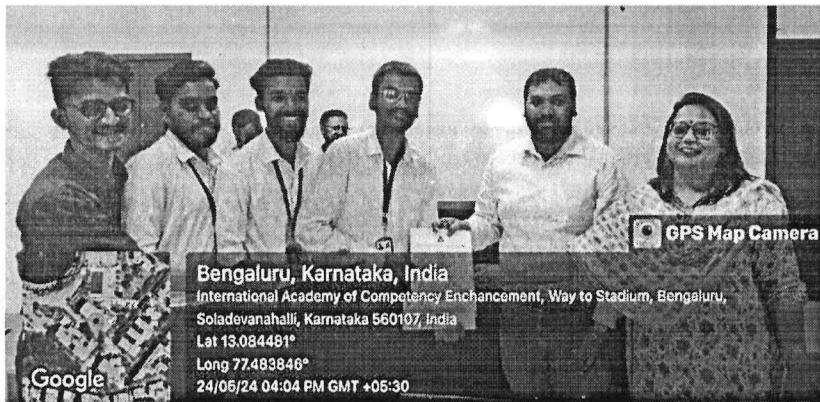 GPS Map Camera
Bengaluru, Karnataka, India
International Academy of Competency Enchancement, Way to Stadium, Bengaluru,
Soladevanahalli, Karnataka 560107, India
Lat 13.084481°
Long 77.483846°
24/05/24 04:04 PM GMT +05:30
Google